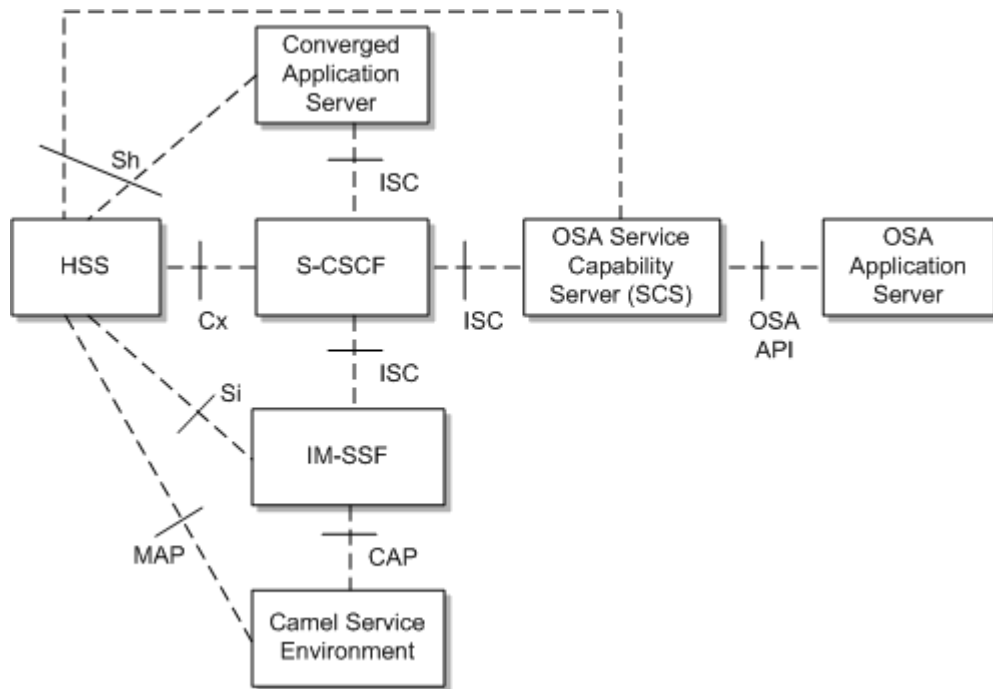 Converged
Application
Server
Sh
ISC
HSS
S-CSCF
OSA Service
Capability
Server (SCS)
OSA
Application
Server
Cx
ISC
OSA
API
ISC
Si
IM-SSF
MAP
CAP
Camel Service
Environment